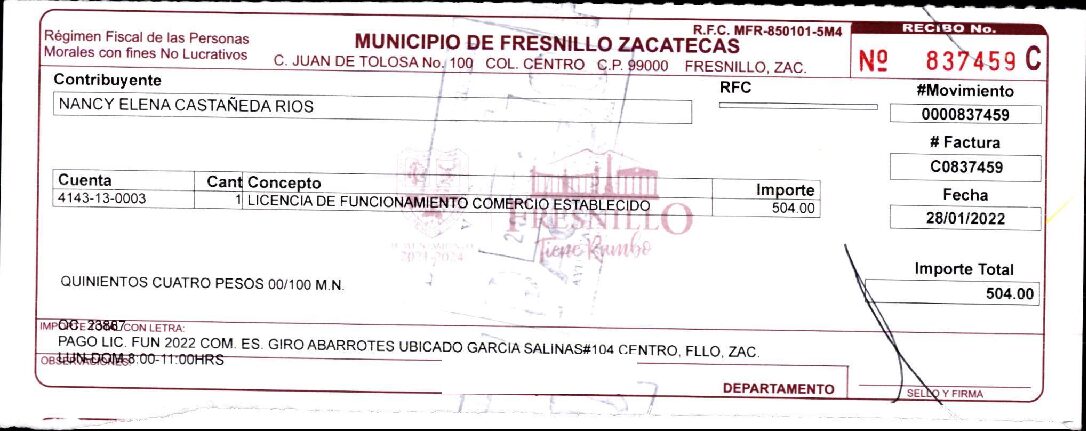 Régimen Fiscal de las Personas
Morales con fines No Lucrativos
MUNICIPIO DE FRESNILLO ZACATECAS
C. JUAN DE TOLOSA No. 100 COL. CENTRO C.P. 99000 FRESNILLO, ZAC.
R.F.C. MFR-850101-5M4
RECIBO No.
Nº 837459 C
Contribuyente
NANCY ELENA CASTAÑEDA RIOS
RFC
#Movimiento
0000837459
# Factura
C0837459
Fecha
28/01/2022
Cuenta Cant Concepto Importe
4143-13-0003 1 LICENCIA DE FUNCIONAMIENTO COMERCIO ESTABLECIDO 504.00
FRESNILLO
Tiene Rumbo
2021-2024
Importe Total
504.00
QUINIENTOS CUATRO PESOS 00/100 M.N.
CON LETRA:
PAGO LIC. FUN 2022 COM. ES. GIRO ABARROTES UBICADO GARCIA SALINAS#104 CENTRO, FLLO, ZAC.
OBSERVACIONES:
LUN-DOM 8:00-11:00HRS
DEPARTAMENTO
SELLO Y FIRMA